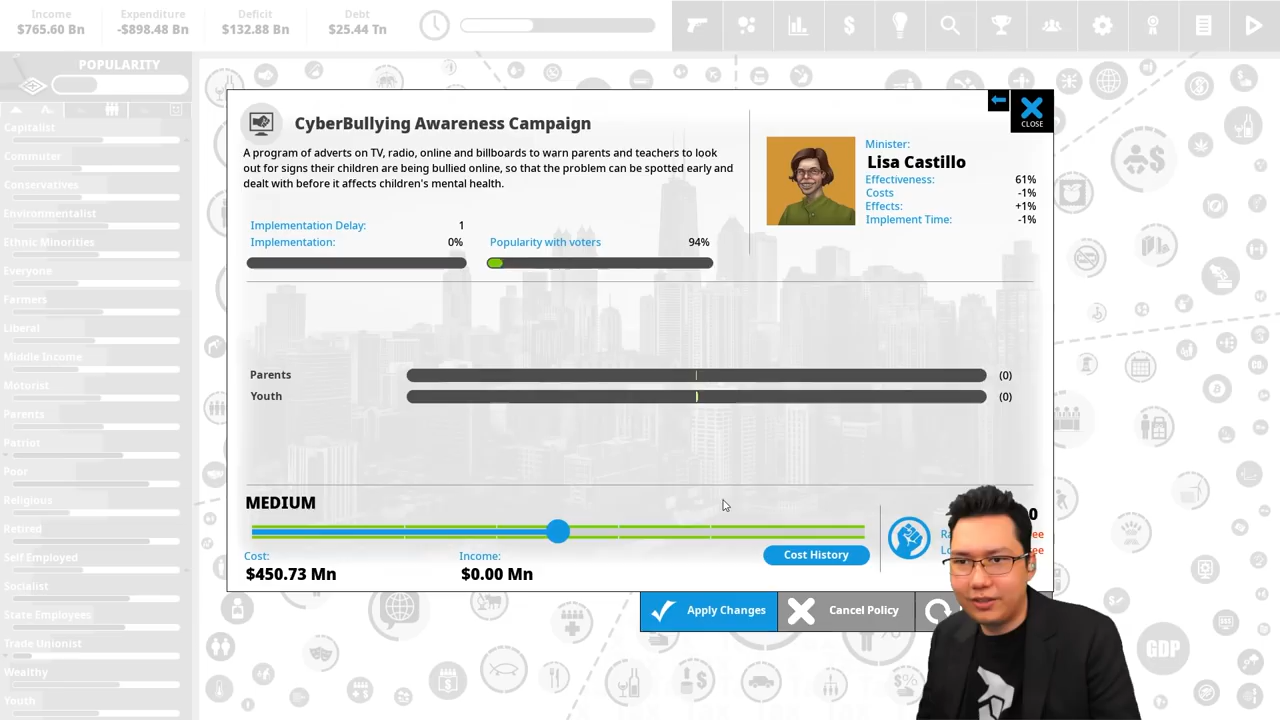 Income
Expenditure
Deficit
Debt
$765.60 Bn
-$898.48 Bn
$132.88 Bn
$25.44 Tn
POPULARITY
Capitalist
Commuter
Conservatives
Environmentalist
Ethnic Minorities
Everyone
Farmers
Liberal
Middle Income
Motorist
Parents
Patriot
Poor
Religious
Retired
Self Employed
Socialist
State Employees
Trade Unionist
Wealthy
Youth
CyberBullying Awareness Campaign
A program of adverts on TV, radio, online and billboards to warn parents and teachers to look
out for signs their children are being bullied online, so that the problem can be spotted early and
dealt with before it affects children's mental health.
Implementation Delay: 1
Implementation: 0%
Popularity with voters 94%
CLOSE
Minister:
Lisa Castillo
Effectiveness: 61%
Costs -1%
Effects: +1%
Implement Time: -1%
Parents (0)
Youth (0)
MEDIUM
Cost:
$450.73 Mn
Income:
$0.00 Mn
Cost History
Apply Changes
Cancel Policy
GDP